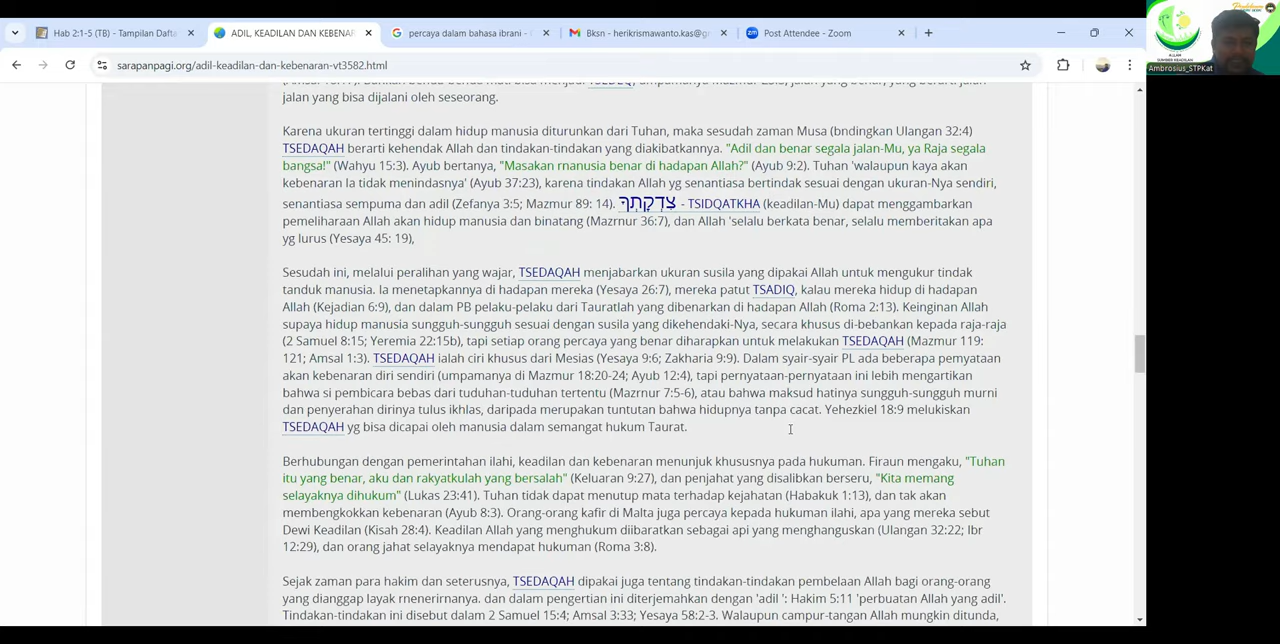 Hab 2:1-5 (TB) - Tampilan Dafta
ADIL, KEADILAN DAN KEBENAR
percaya dalam bahasa ibrani -
Bksn - herikrismawanto.kas@gr
Post Attendee - Zoom
sarapanpagi.org/adil-keadilan-dan-kebenaran-vt3582.html
Ambrosius_STPKat
ALLAH
SUMBER KEADILAN
jalan yang bisa dijalani oleh seseorang.
Karena ukuran tertinggi dalam hidup manusia diturunkan dari Tuhan, maka sesudah zaman Musa (bndingkan Ulangan 32:4)
TSEDAQAH berarti kehendak Allah dan tindakan-tindakan yang diakibatkannya. "Adil dan benar segala jalan-Mu, ya Raja segala
bangsa!" (Wahyu 15:3). Ayub bertanya, "Masakan rnanusia benar di hadapan Allah?" (Ayub 9:2). Tuhan 'walaupun kaya akan
kebenaran Ia tidak menindasnya' (Ayub 37:23), karena tindakan Allah yg senantiasa bertindak sesuai dengan ukuran-Nya sendiri,
senantiasa sempuma dan adil (Zefanya 3:5; Mazmur 89: 14). צִדְקָתְךָ - TSIDQATKHA (keadilan-Mu) dapat menggambarkan
pemeliharaan Allah akan hidup manusia dan binatang (Mazrnur 36:7), dan Allah 'selalu berkata benar, selalu memberitakan apa
yg lurus (Yesaya 45: 19),
Sesudah ini, melalui peralihan yang wajar, TSEDAQAH menjabarkan ukuran susila yang dipakai Allah untuk mengukur tindak
tanduk manusia. Ia menetapkannya di hadapan mereka (Yesaya 26:7), mereka patut TSADIQ, kalau mereka hidup di hadapan
Allah (Kejadian 6:9), dan dalam PB pelaku-pelaku dari Tauratlah yang dibenarkan di hadapan Allah (Roma 2:13). Keinginan Allah
supaya hidup manusia sungguh-sungguh sesuai dengan susila yang dikehendaki-Nya, secara khusus di-bebankan kepada raja-raja
(2 Samuel 8:15; Yeremia 22:15b), tapi setiap orang percaya yang benar diharapkan untuk melakukan TSEDAQAH (Mazmur 119:
121; Amsal 1:3). TSEDAQAH ialah ciri khusus dari Mesias (Yesaya 9:6; Zakharia 9:9). Dalam syair-syair PL ada beberapa pemyataan
akan kebenaran diri sendiri (umpamanya di Mazmur 18:20-24; Ayub 12:4), tapi pernyataan-pernyataan ini lebih mengartikan
bahwa si pembicara bebas dari tuduhan-tuduhan tertentu (Mazrnur 7:5-6), atau bahwa maksud hatinya sungguh-sungguh murni
dan penyerahan dirinya tulus ikhlas, daripada merupakan tuntutan bahwa hidupnya tanpa cacat. Yehezkiel 18:9 melukiskan
TSEDAQAH yg bisa dicapai oleh manusia dalam semangat hukum Taurat.
Berhubungan dengan pemerintahan ilahi, keadilan dan kebenaran menunjuk khususnya pada hukuman. Firaun mengaku, "Tuhan
itu yang benar, aku dan rakyatkulah yang bersalah" (Keluaran 9:27), dan penjahat yang disalibkan berseru, "Kita memang
selayaknya dihukum" (Lukas 23:41). Tuhan tidak dapat menutup mata terhadap kejahatan (Habakuk 1:13), dan tak akan
membengkokkan kebenaran (Ayub 8:3). Orang-orang kafir di Malta juga percaya kepada hukuman ilahi, apa yang mereka sebut
Dewi Keadilan (Kisah 28:4). Keadilan Allah yang menghukum diibaratkan sebagai api yang menghanguskan (Ulangan 32:22; Ibr
12:29), dan orang jahat selayaknya mendapat hukuman (Roma 3:8).
Sejak zaman para hakim dan seterusnya, TSEDAQAH dipakai juga tentang tindakan-tindakan pembelaan Allah bagi orang-orang
yang dianggap layak rnenerirnanya. dan dalam pengertian ini diterjemahkan dengan 'adil ': Hakim 5:11 'perbuatan Allah yang adil'.
Tindakan-tindakan ini disebut dalam 2 Samuel 15:4; Amsal 3:33; Yesaya 58:2-3. Walaupun campur-tangan Allah mungkin ditunda,